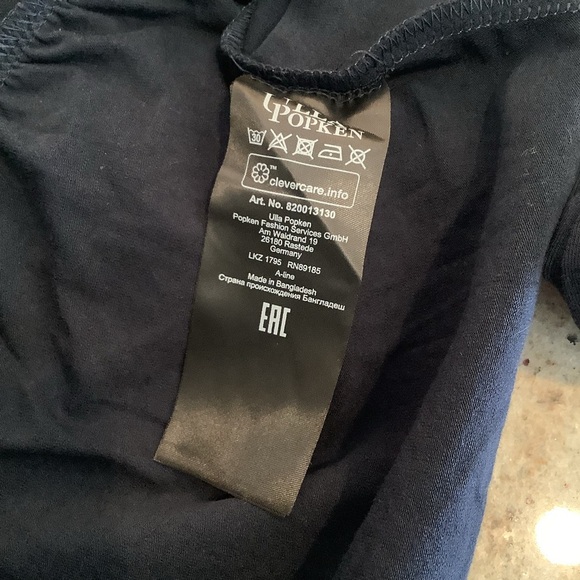 ULLA
POPKEN
30
™
clevercare.info
Art. No. 820013130
Ulla Popken
Popken Fashion Services GmbH
Am Waldrand 19
26180 Rastede
Germany
LKZ 1795 RN89185
A-line
Made in Bangladesh
Страна происхождения Бангладеш
EAC